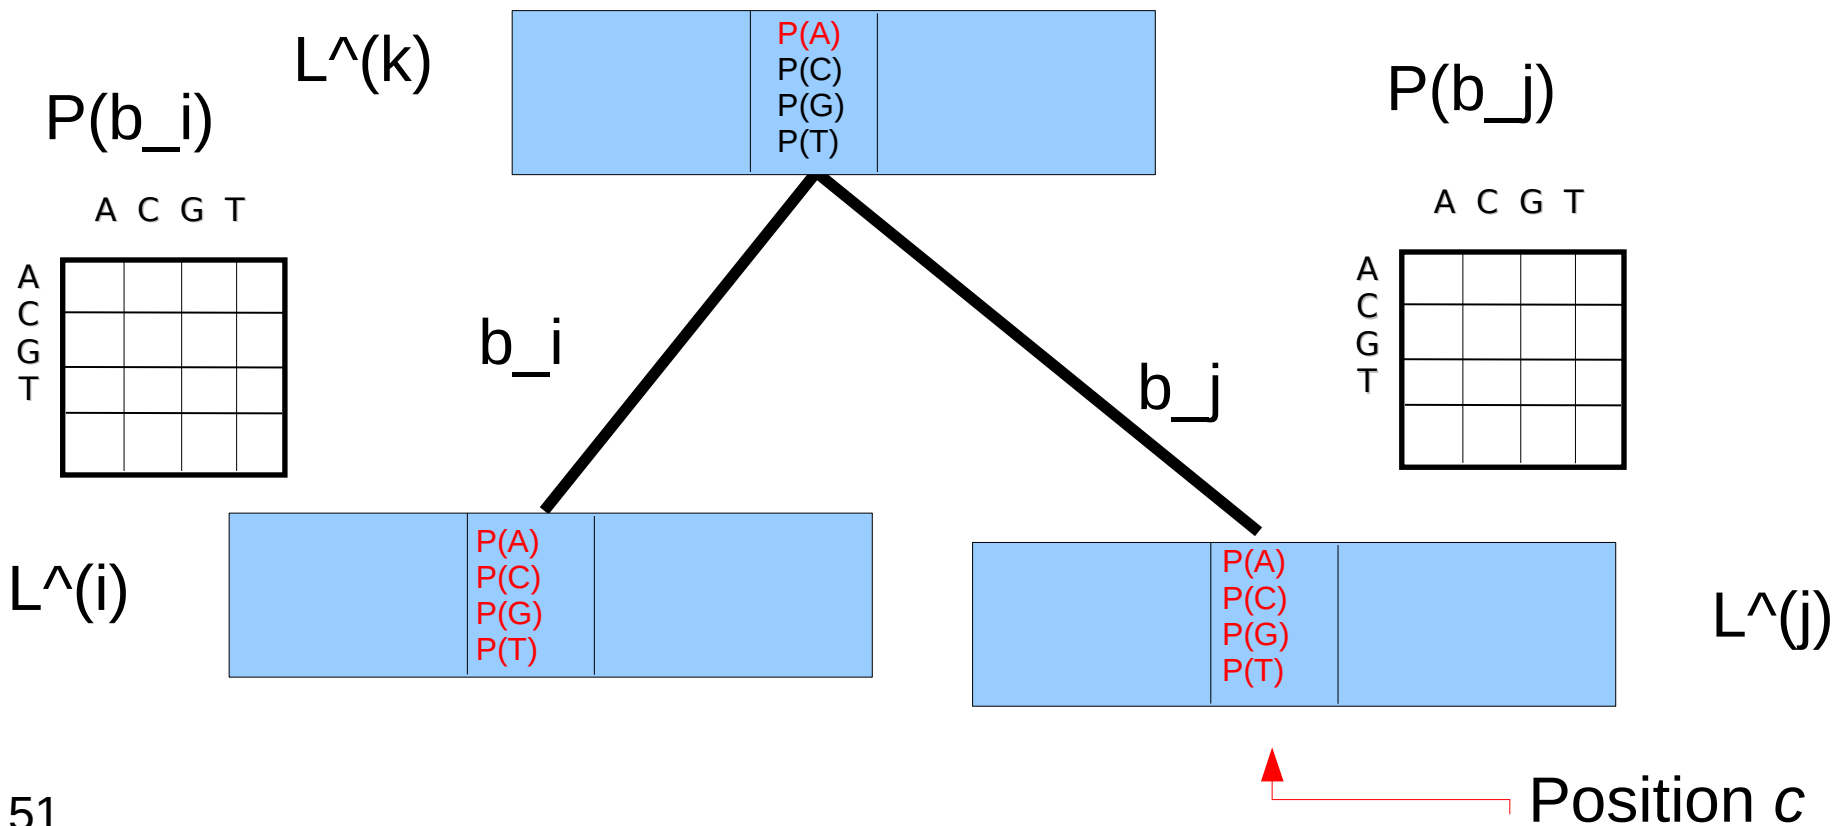 L^(k)
P(A)
P(C)
P(G)
P(T)
P(b_i)
P(b_j)
A C G T
A
C
G
T
A C G T
A
C
G
T
b_i
b_j
L^(i)
P(A)
P(C)
P(G)
P(T)
P(A)
P(C)
P(G)
P(T)
L^(j)
Position c
51